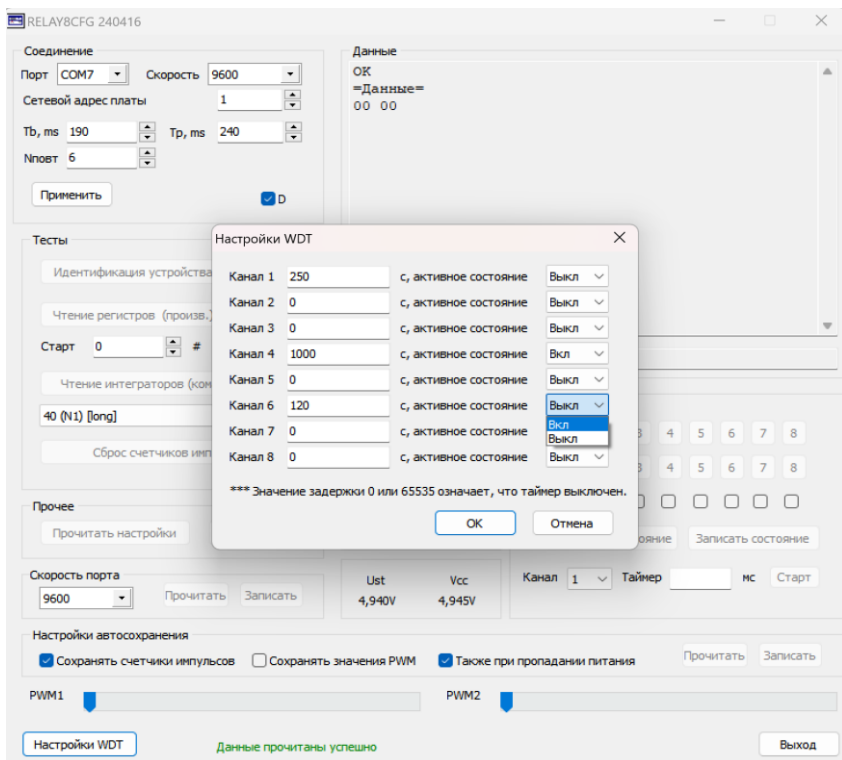 RELAY8CFG 240416
Соединение
Порт COM7 Скорость 9600
Сетевой адрес платы 1
Tb, ms 190 Tp, ms 240
Nповт 6
Применить D
Данные
OK
=Данные=
00 00
Тесты
Идентификация устройства
Чтение регистров (произв.)
Старт 0 #
Чтение интеграторов (ком
40 (N1) [long]
Сброс счетчиков имп
Настройки WDT
Канал 1 250 с, активное состояние Выкл
Канал 2 0 с, активное состояние Выкл
Канал 3 0 с, активное состояние Выкл
Канал 4 1000 с, активное состояние Вкл
Канал 5 0 с, активное состояние Выкл
Канал 6 120 с, активное состояние Выкл
Вкл
Выкл
Канал 7 0 с, активное состояние
Канал 8 0 с, активное состояние Выкл
*** Значение задержки 0 или 65535 означает, что таймер выключен.
OK Отмена
3 4 5 6 7 8
3 4 5 6 7 8
ояние Записать состояние
Прочее
Прочитать настройки
Скорость порта
9600 Прочитать Записать
Ust Vcc
4,940V 4,945V
Канал 1 Таймер мс Старт
Настройки автосохранения
Сохранять счетчики импульсов Сохранять значения PWM Также при пропадании питания Прочитать Записать
PWM1 PWM2
Настройки WDT Данные прочитаны успешно Выход